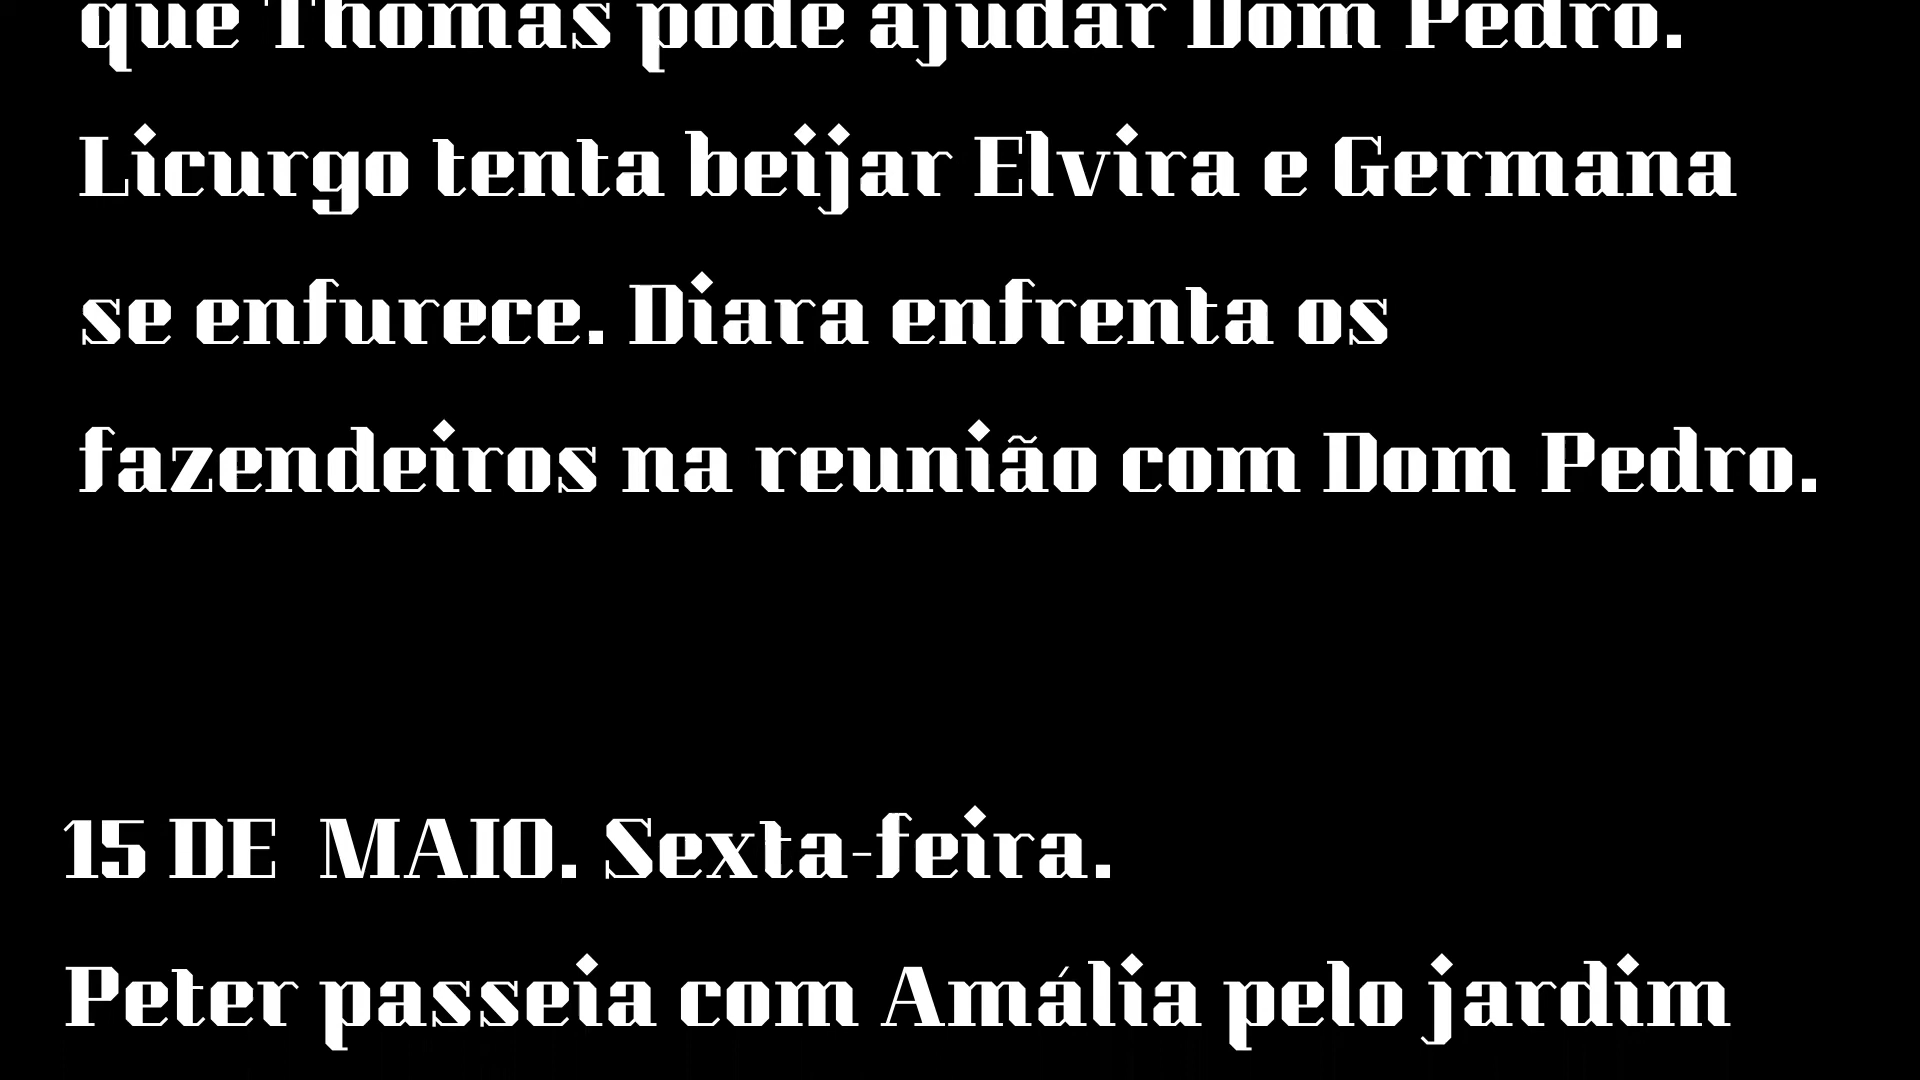 que Thomas pode ajudar Dom Pedro.
Licurgo tenta beijar Elvira e Germana
se enfurece. Diara enfrenta os
fazendeiros na reunião com Dom Pedro.
15 DE  MAIO. Sexta-feira.
Peter passeia com Amália pelo jardim